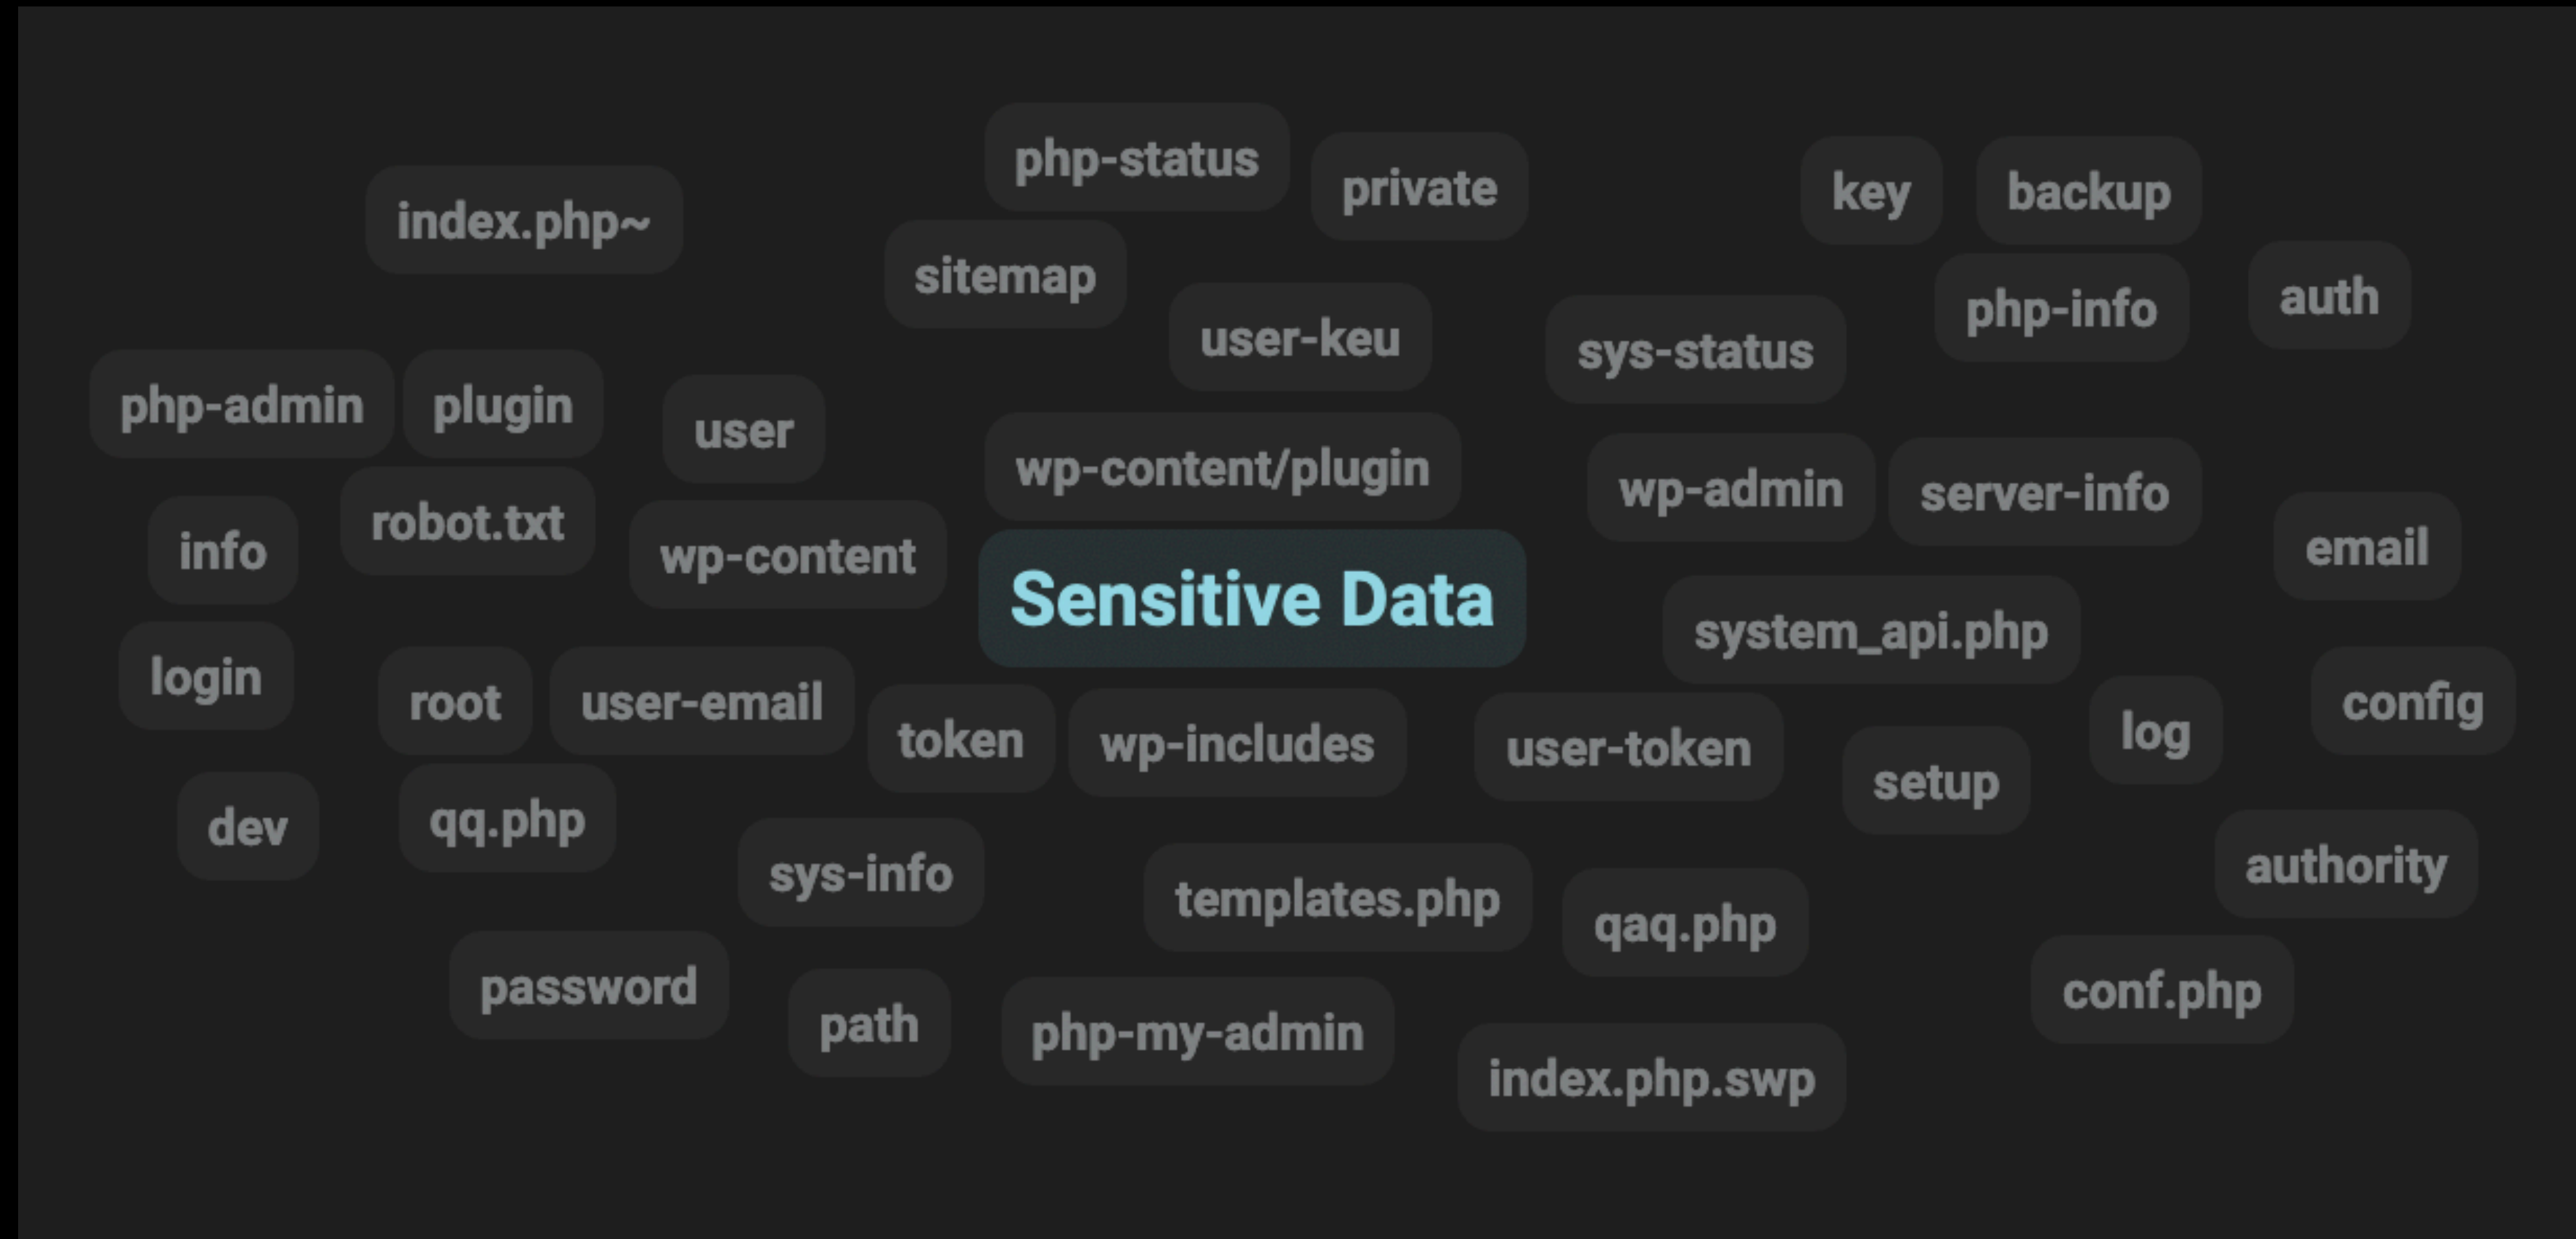 php-status
private
key
backup
index.php~
sitemap
php-info
auth
user-keu
sys-status
php-admin
plugin
user
wp-content/plugin
wp-admin
server-info
info
robot.txt
wp-content
email
Sensitive Data
system_api.php
login
root
user-email
token
wp-includes
user-token
log
config
setup
dev
qq.php
sys-info
templates.php
qaq.php
authority
password
path
php-my-admin
conf.php
index.php.swp